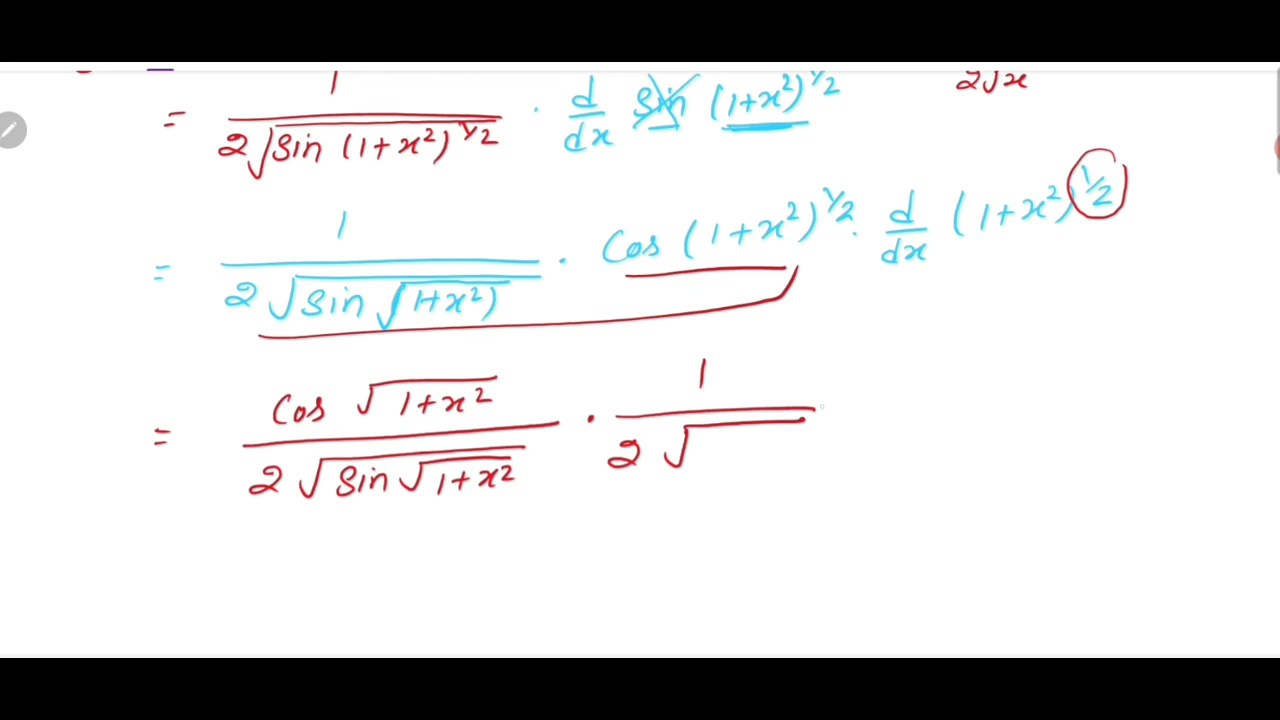 = 1 / 2√sin (1+x²)^1/2 · d/dx sin (1+x²)^1/2 2√x
= 1 / 2√sin √1+x²) · cos (1+x²)^1/2 · d/dx (1+x²)^1/2
= cos √1+x² / 2√sin √1+x² · 1 / 2√